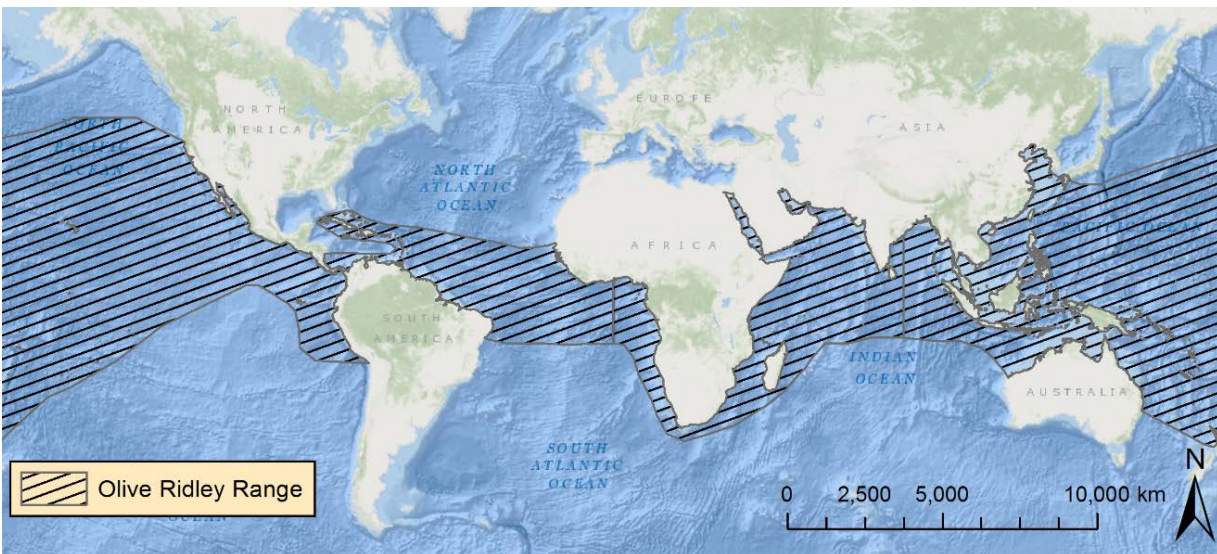 NORTH
AMERICA
EUROPE
ASIA
NORTH
PACIFIC
OCEAN
NORTH
ATLANTIC
OCEAN
AFRICA
PACIFIC OCEAN
SOUTH
AMERICA
INDIAN
OCEAN
AUSTRALIA
SOUTH
ATLANTIC
OCEAN
N
Olive Ridley Range
0 2,500 5,000 10,000 km
OCEAN